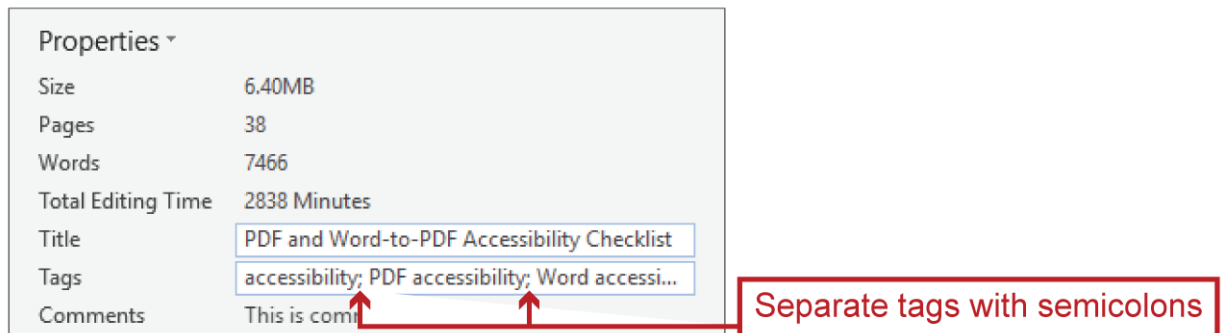 Properties
Size 6.40MB
Pages 38
Words 7466
Total Editing Time 2838 Minutes
Title PDF and Word-to-PDF Accessibility Checklist
Tags accessibility; PDF accessibility; Word accessi...
Separate tags with semicolons
Comments This is